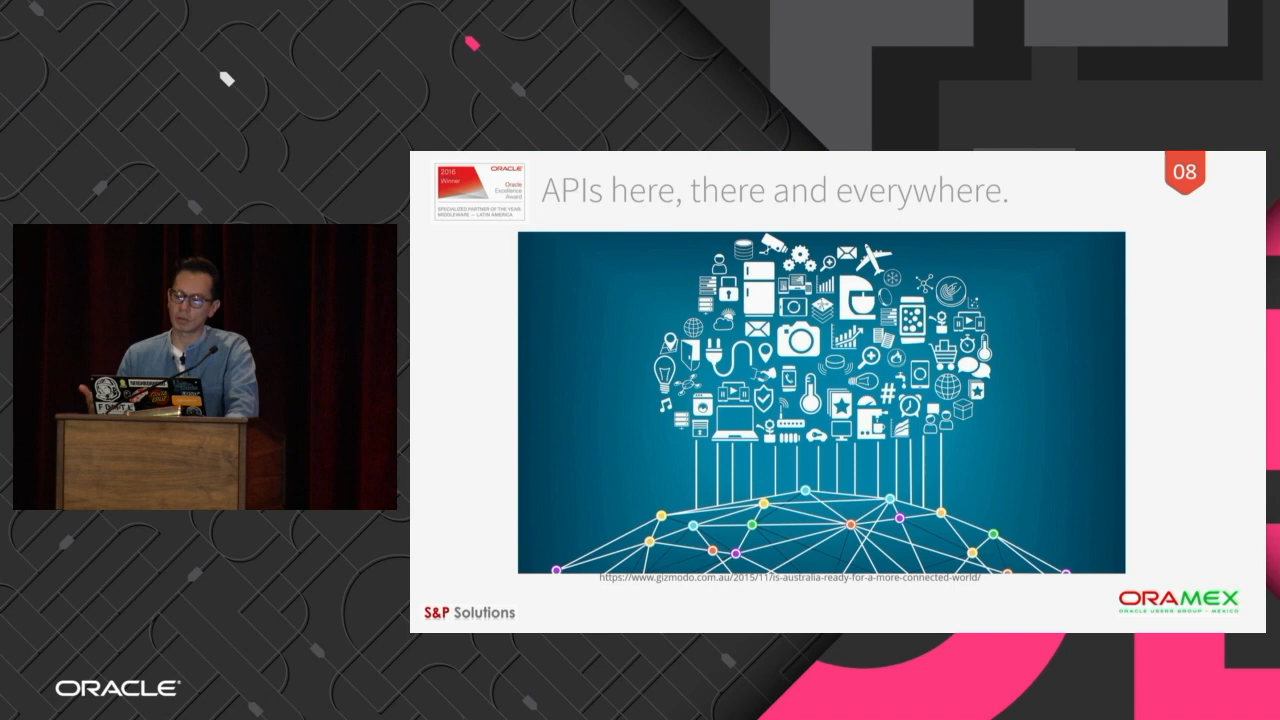 2016
Winner
ORACLE
Oracle
Excellence
Award
SPECIALIZED PARTNER OF THE YEAR
MIDDLEWARE — LATIN AMERICA
APIs here, there and everywhere.
08
#
https://www.gizmodo.com.au/2015/11/is-australia-ready-for-a-more-connected-world/
S&P Solutions
ORAMEX
ORACLE USERS GROUP - MÉXICO
ORACLE